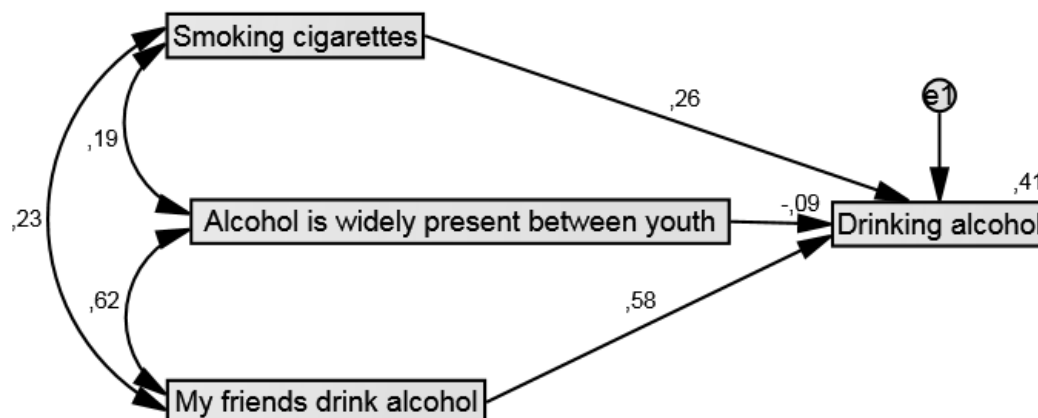 Smoking cigarettes
e1
,26
,19
,41
Alcohol is widely present between youth
-,09
Drinking alcohol
,23
,62
,58
My friends drink alcohol